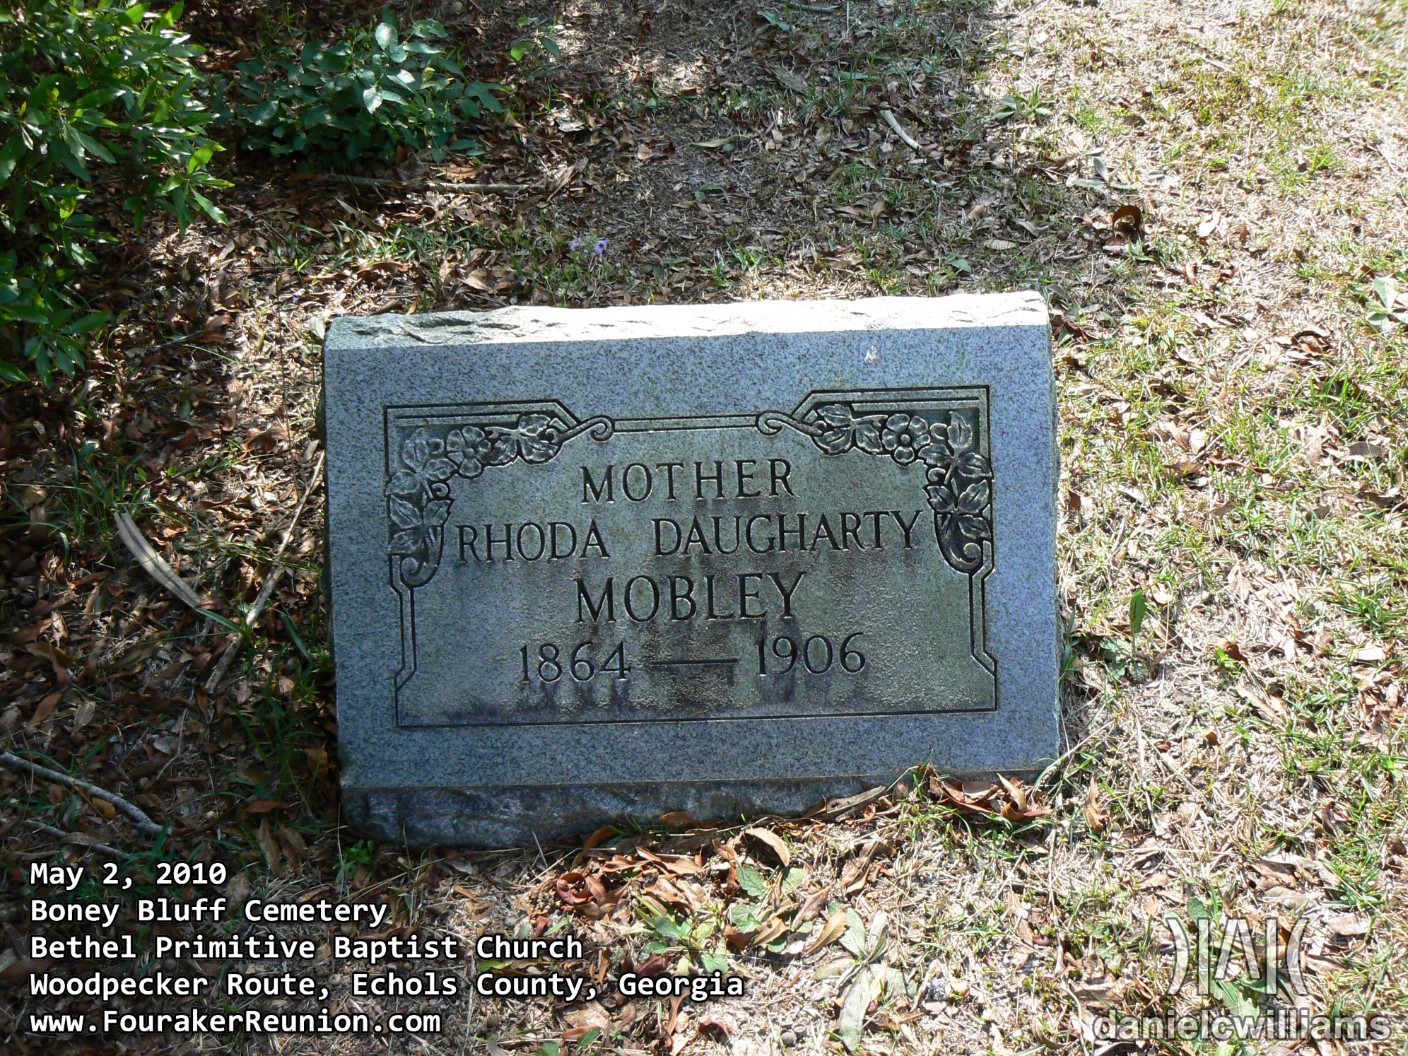 MOTHER
RHODA DAUGHARTY
MOBLEY
1864 — 1906
May 2, 2010
Boney Bluff Cemetery
Bethel Primitive Baptist Church
Woodpecker Route, Echols County, Georgia
www.FourakerReunion.com
danielcwilliams